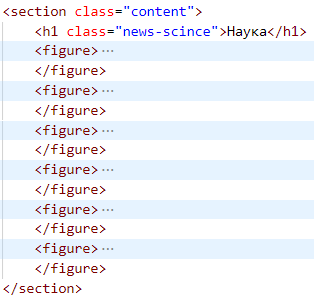 <section class="content">
<h1 class="news-scince">Наука</h1>
<figure>···
</figure>
<figure>···
</figure>
<figure>···
</figure>
<figure>···
</figure>
<figure>···
</figure>
<figure>···
</figure>
</section>